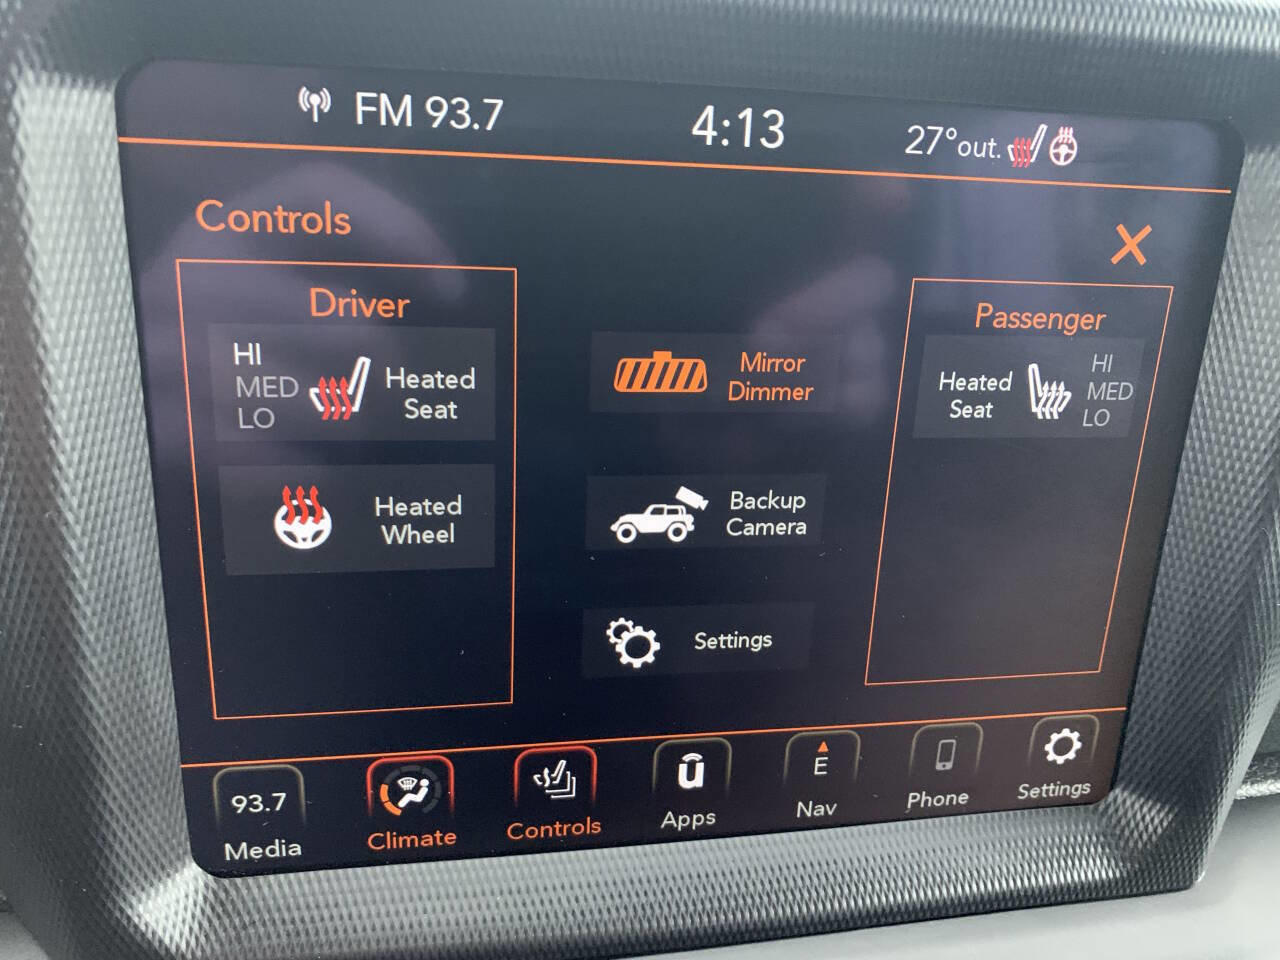 FM 93.7
4:13
27°out.
Controls
Driver
HI
MED
LO
Heated
Seat
Heated
Wheel
Mirror
Dimmer
Backup
Camera
Settings
Passenger
Heated
Seat
HI
MED
LO
93.7
Media
Climate
Controls
u
Apps
E
Nav
Phone
Settings